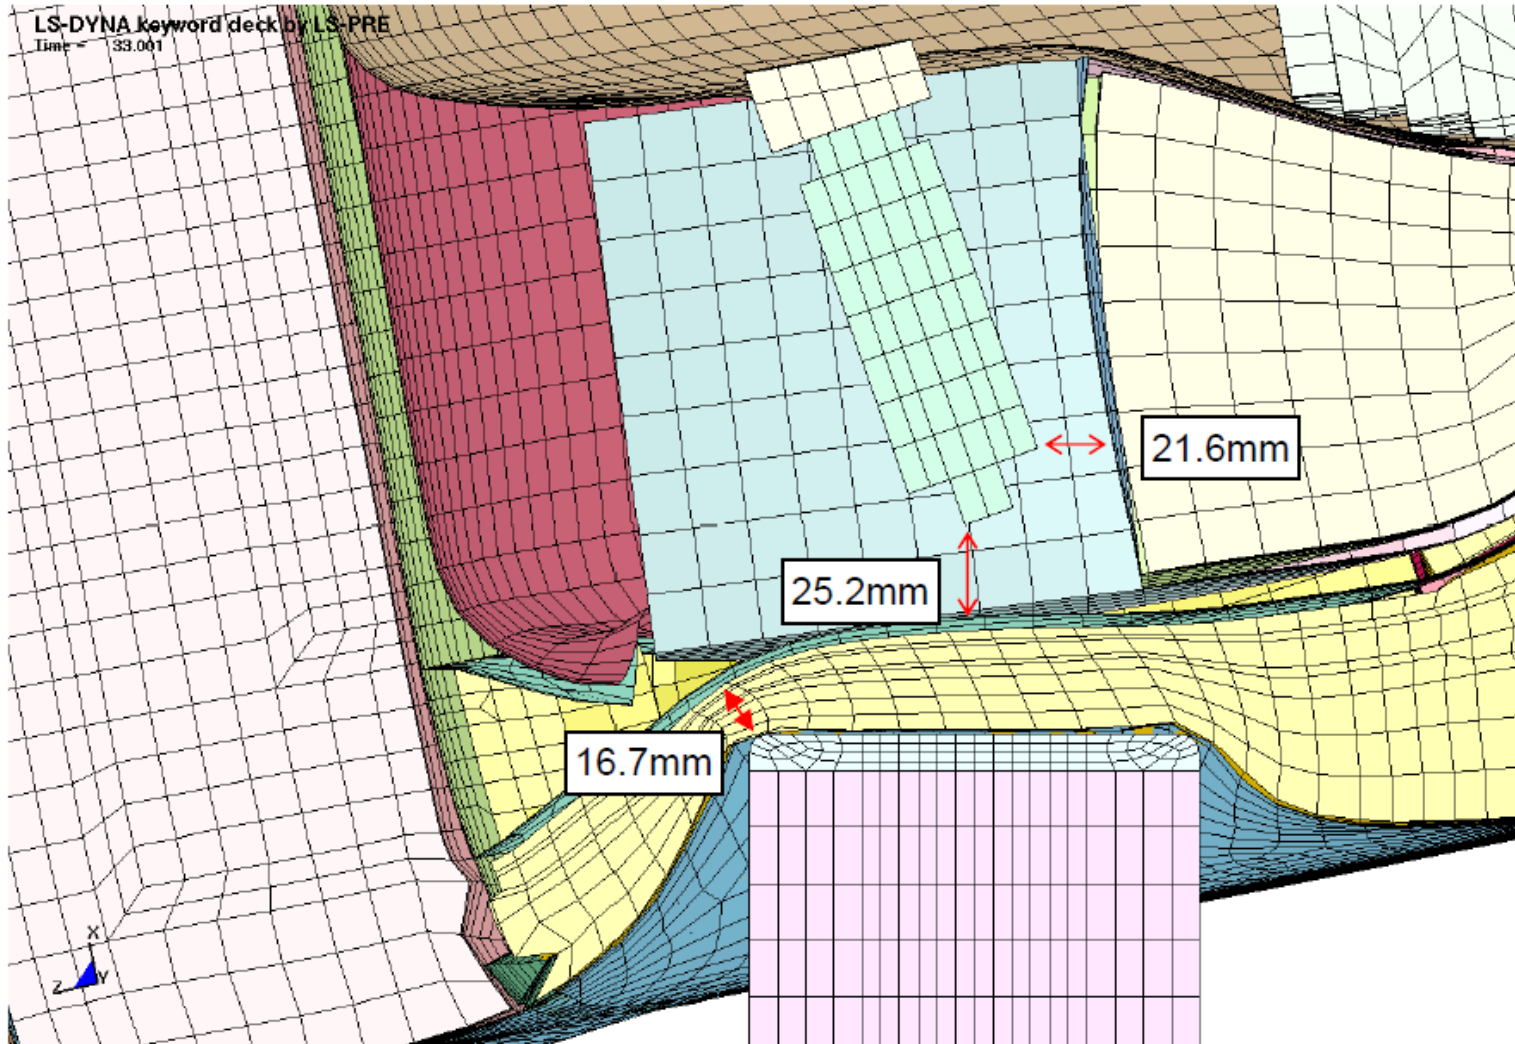 LS-DYNA keyword deck by LS-PRE
Time = 33.001
21.6mm
25.2mm
16.7mm
X
Z
Y